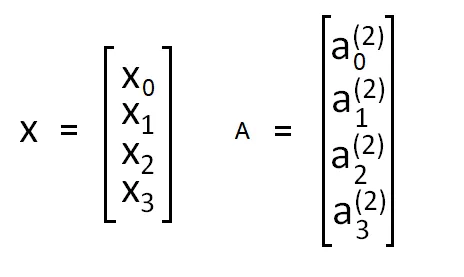 x = [x₀ x₁ x₂ x₃]
A = [a₀⁽²⁾ a₁⁽²⁾ a₂⁽²⁾ a₃⁽²⁾]